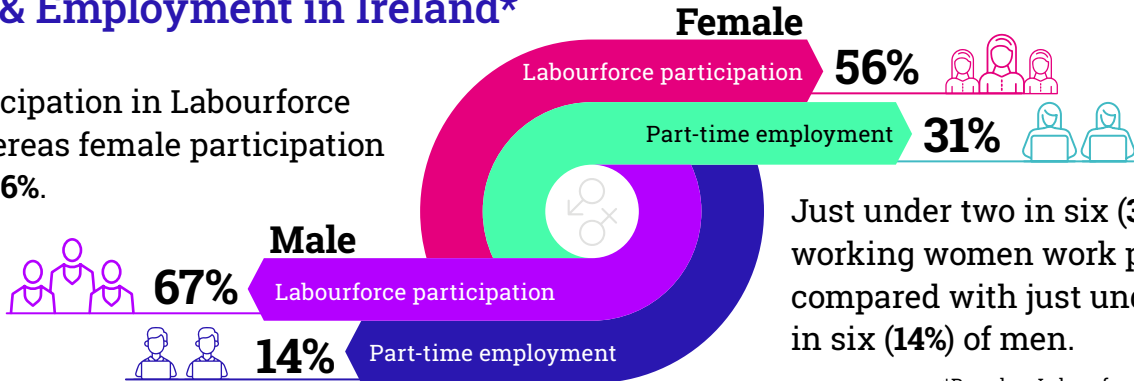 & Employment in Ireland*
Female
Labourforce participation 56%
Part-time employment 31%
cipation in Labourforce
ereas female participation
6%.
Male
67% Labourforce participation
14% Part-time employment
Just under two in six (3
working women work p
compared with just und
in six (14%) of men.